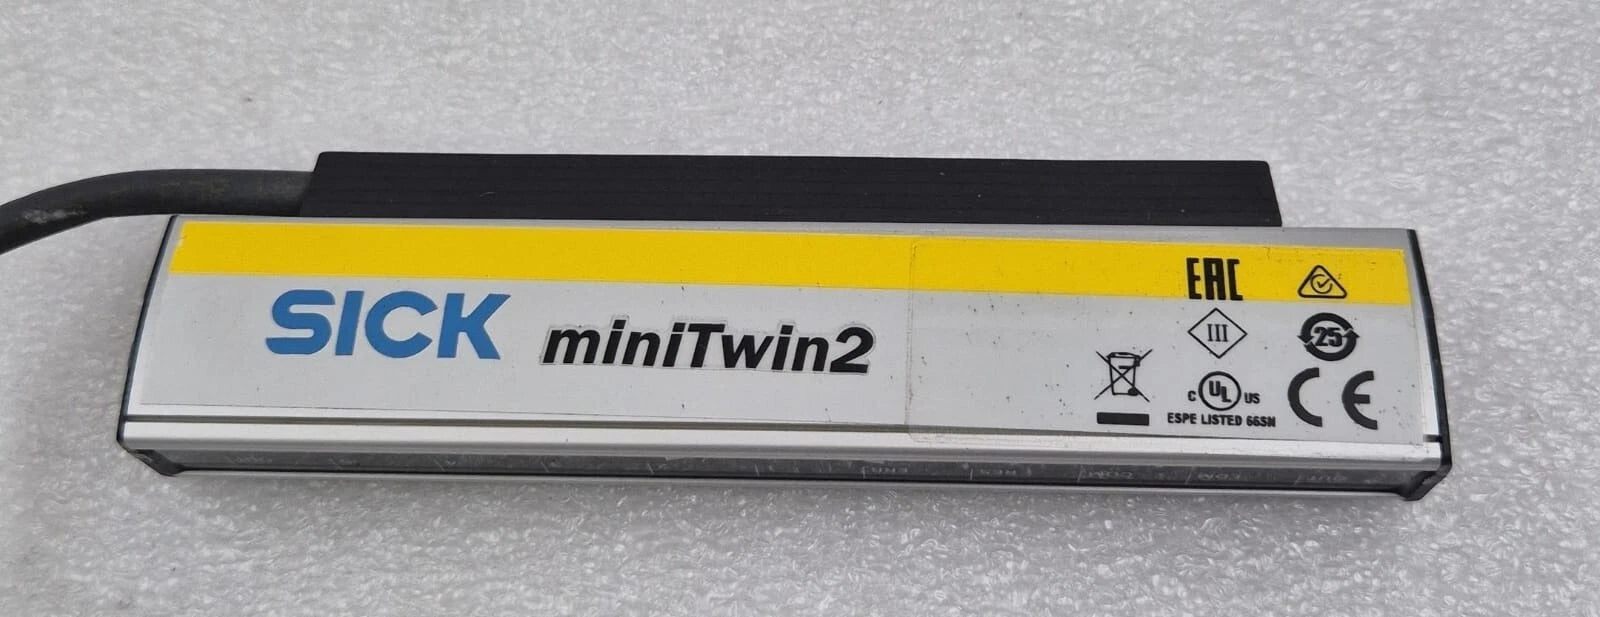 SICK miniTwin2
EAC
III
25
C UL US
ESPE LISTED 66SN
CE